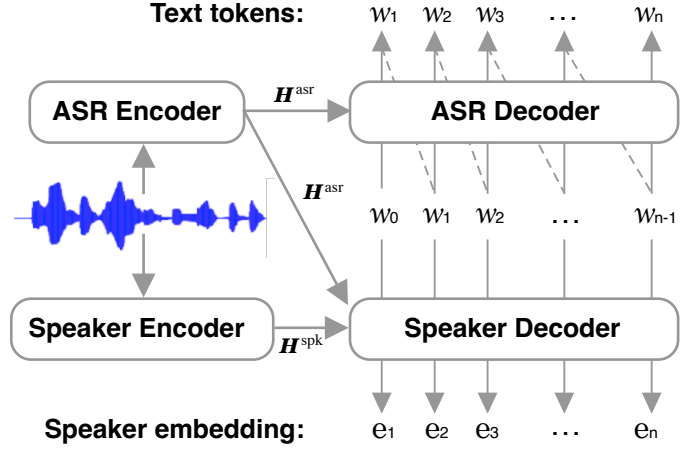 Text tokens: w1 w2 w3 ... wn
ASR Encoder
H^asr
ASR Decoder
H^asr
w0 w1 w2 ... wn-1
Speaker Encoder
H^spk
Speaker Decoder
Speaker embedding: e1 e2 e3 ... en